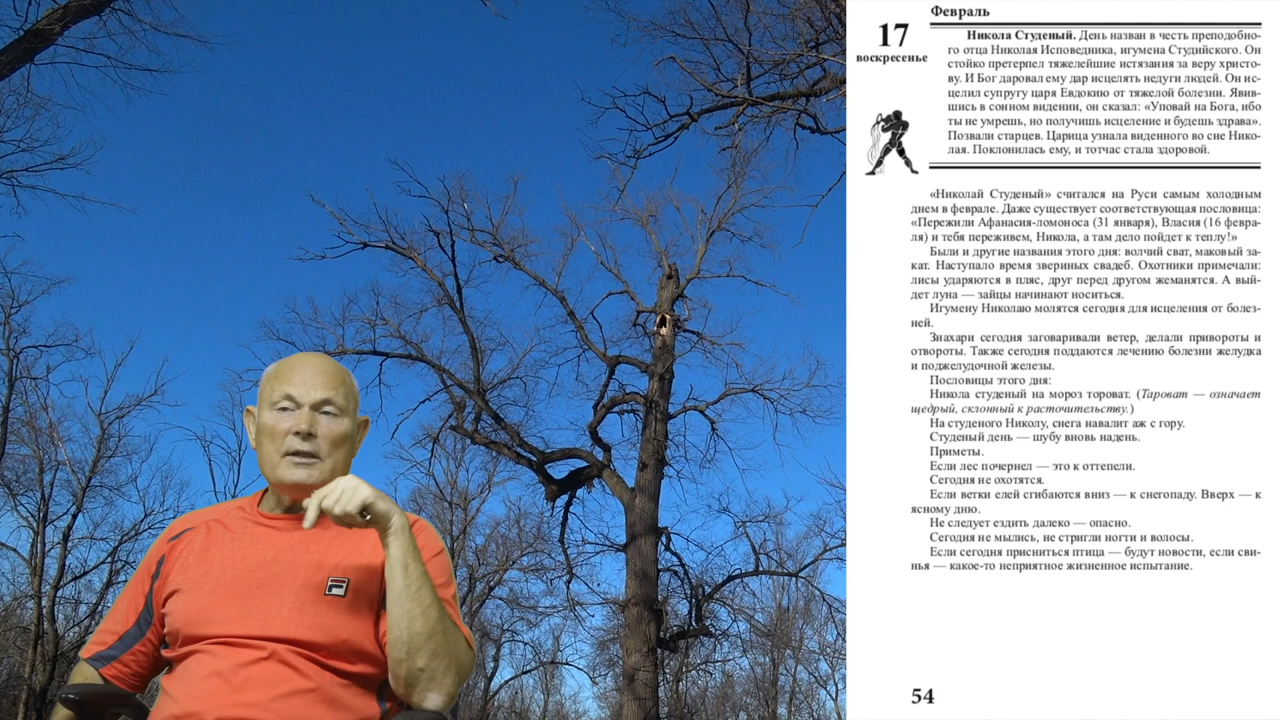 Февраль
17
воскресенье
Никола Студеный. День назван в честь преподобно-
го отца Николая Исповедника, игумена Студийского. Он
стойко претерпел тяжелейшие истязания за веру христо-
ву. И Бог даровал ему дар исцелять недуги людей. Он ис-
целил супругу царя Евдокию от тяжелой болезни. Явив-
шись в сонном видении, он сказал: «Уповай на Бога, ибо
ты не умрешь, но получишь исцеление и будешь здрава».
Позвали старцев. Царица узнала виденного во сне Нико-
лая. Поклонилась ему, и тотчас стала здоровой.
«Николай Студеный» считался на Руси самым холодным
днем в феврале. Даже существует соответствующая пословица:
«Пережили Афанасия-ломоноса (31 января), Власия (16 февра-
ля) и тебя переживем, Никола, а там дело пойдет к теплу!»
Были и другие названия этого дня: волчий сват, маковый за-
кат. Наступало время звериных свадеб. Охотники примечали:
лисы ударяются в пляс, друг перед другом жеманятся. А вый-
дет луна — зайцы начинают носиться.
Игумену Николаю молятся сегодня для исцеления от болез-
ней.
Знахари сегодня заговаривали ветер, делали привороты и
отвороты. Также сегодня поддаются лечению болезни желудка
и поджелудочной железы.
Пословицы этого дня:
Никола студеный на мороз тороват. (Тароват — означает
щедрый, склонный к расточительству.)
На студеного Николу, снега навалит аж с гору.
Студеный день — шубу вновь надень.
Приметы.
Если лес почернел — это к оттепели.
Сегодня не охотятся.
Если ветки елей сгибаются вниз — к снегопаду. Вверх — к
ясному дню.
Не следует ездить далеко — опасно.
Сегодня не мылись, не стригли ногти и волосы.
Если сегодня присниться птица — будут новости, если сви-
нья — какое-то неприятное жизненное испытание.
54